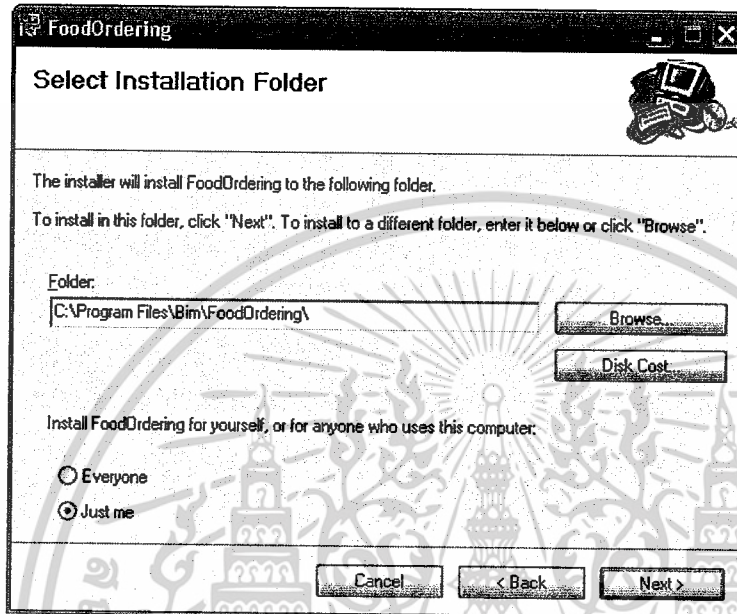 FoodOrdering
Select Installation Folder
The installer will install FoodOrdering to the following folder.
To install in this folder, click "Next". To install to a different folder, enter it below or click "Browse".
Folder:
C:\Program Files\Bim\FoodOrdering\
Browse...
Disk Cost...
Install FoodOrdering for yourself, or for anyone who uses this computer:
Everyone
Just me
Cancel
< Back
Next >